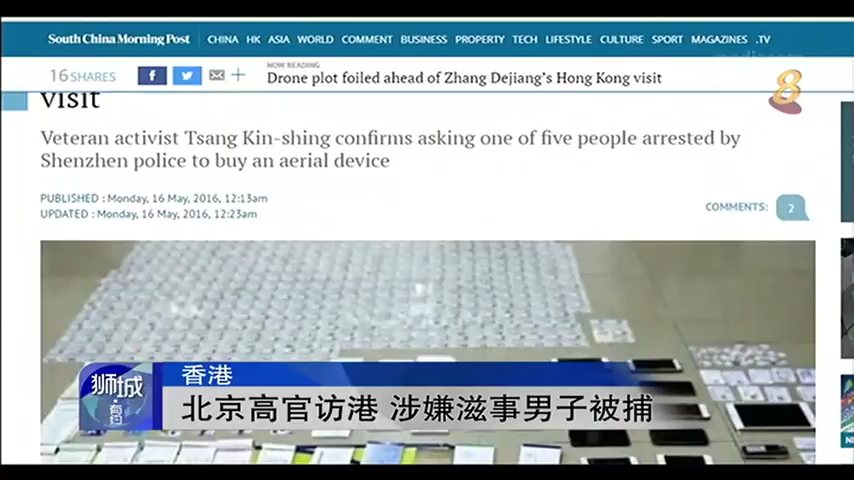 South China Morning Post CHINA HK ASIA WORLD COMMENT BUSINESS PROPERTY TECH LIFESTYLE CULTURE SPORT MAGAZINES .TV
16 SHARES
NOW READING
Drone plot foiled ahead of Zhang Dejiang's Hong Kong visit
8
visit
Veteran activist Tsang Kin-shing confirms asking one of five people arrested by
Shenzhen police to buy an aerial device
PUBLISHED : Monday, 16 May, 2016, 12:13am
UPDATED : Monday, 16 May, 2016, 12:23am
COMMENTS: 2
香港
狮城
有约
北京高官访港 涉嫌滋事男子被捕